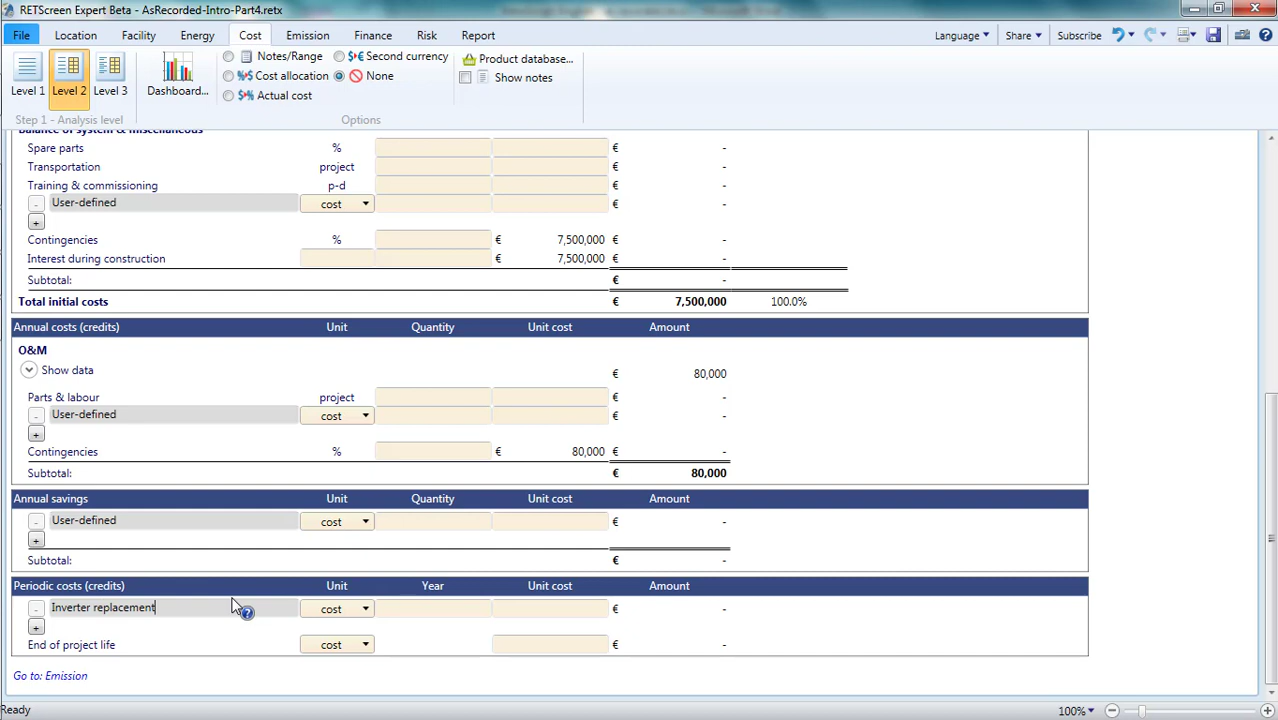 RETScreen Expert Beta - AsRecorded-Intro-Part4.retx
File Location Facility Energy Cost Emission Finance Risk Report Language Share Subscribe
Level 1 Level 2 Level 3 Dashboard... Notes/Range Second currency Product database...
Cost allocation None Show notes
Actual cost
Step 1 - Analysis level Options
Balance of system & miscellaneous
Spare parts % € -
Transportation project € -
Training & commissioning p-d € -
- User-defined cost € -
+
Contingencies % € 7,500,000 € -
Interest during construction € 7,500,000 € -
Subtotal: € -
Total initial costs € 7,500,000 100.0%
Annual costs (credits) Unit Quantity Unit cost Amount
O&M
Show data € 80,000
Parts & labour project € -
- User-defined cost € -
+
Contingencies % € 80,000 € -
Subtotal: € 80,000
Annual savings Unit Quantity Unit cost Amount
- User-defined cost € -
+
Subtotal: € -
Periodic costs (credits) Unit Year Unit cost Amount
- Inverter replacement cost € -
+
End of project life cost € -
Go to: Emission
Ready 100%